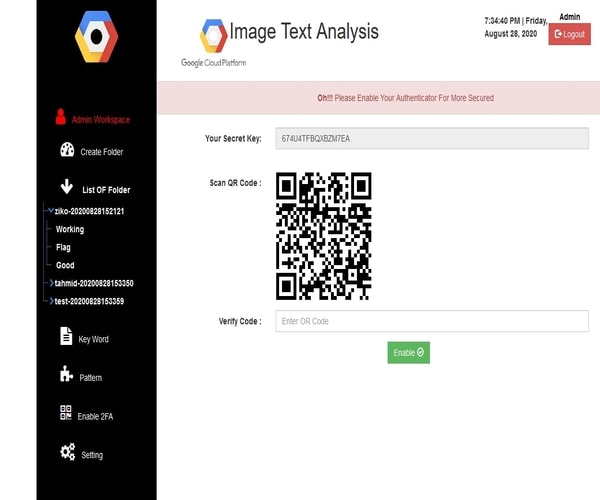 Image Text Analysis
Google Cloud Platform
7:34:40 PM | Friday,
August 28, 2020
Admin
Logout
Admin Workspace
Create Folder
List OF Folder
ziko-20200828152121
Working
Flag
Good
tahmid-20200828153350
test-20200828153359
Key Word
Pattern
Enable 2FA
Setting
Oh!!! Please Enable Your Authenticator For More Secured
Your Secret Key:
674U4TFBQXBZM7EA
Scan QR Code :
Verify Code :
Enter OR Code
Enable